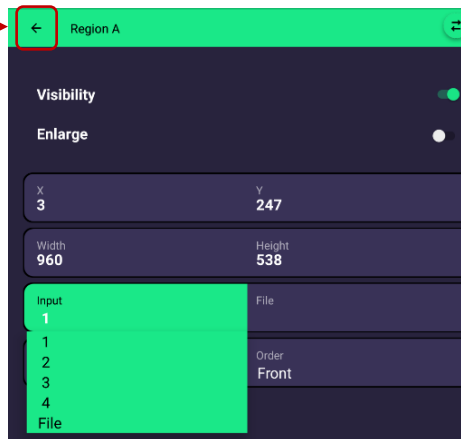 Region A
Visibility
Enlarge
X Y
3 247
Width Height
960 538
Input File
1
1
2 Order
3 Front
4
File